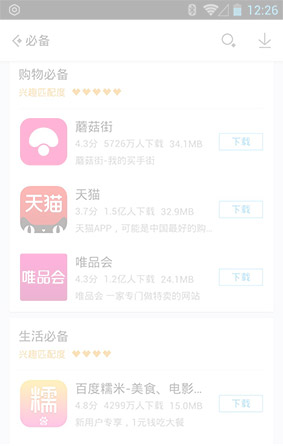 12:26
必备
购物必备
兴趣匹配度
蘑菇街
4.3分 5726万人下载 34.1MB
下载
蘑菇街-我的买手街
天猫
天猫
3.7分 1.5亿人下载 32.9MB
下载
天猫APP，可能是中国最好的购...
唯品会
唯品会
4.3分 1.2亿人下载 24.1MB
下载
唯品会 一家专门做特卖的网站
生活必备
兴趣匹配度
糯
百度糯米-美食、电影...
4.8分 4299万人下载 15.0MB
下载
新用户专享，1元钱吃大餐